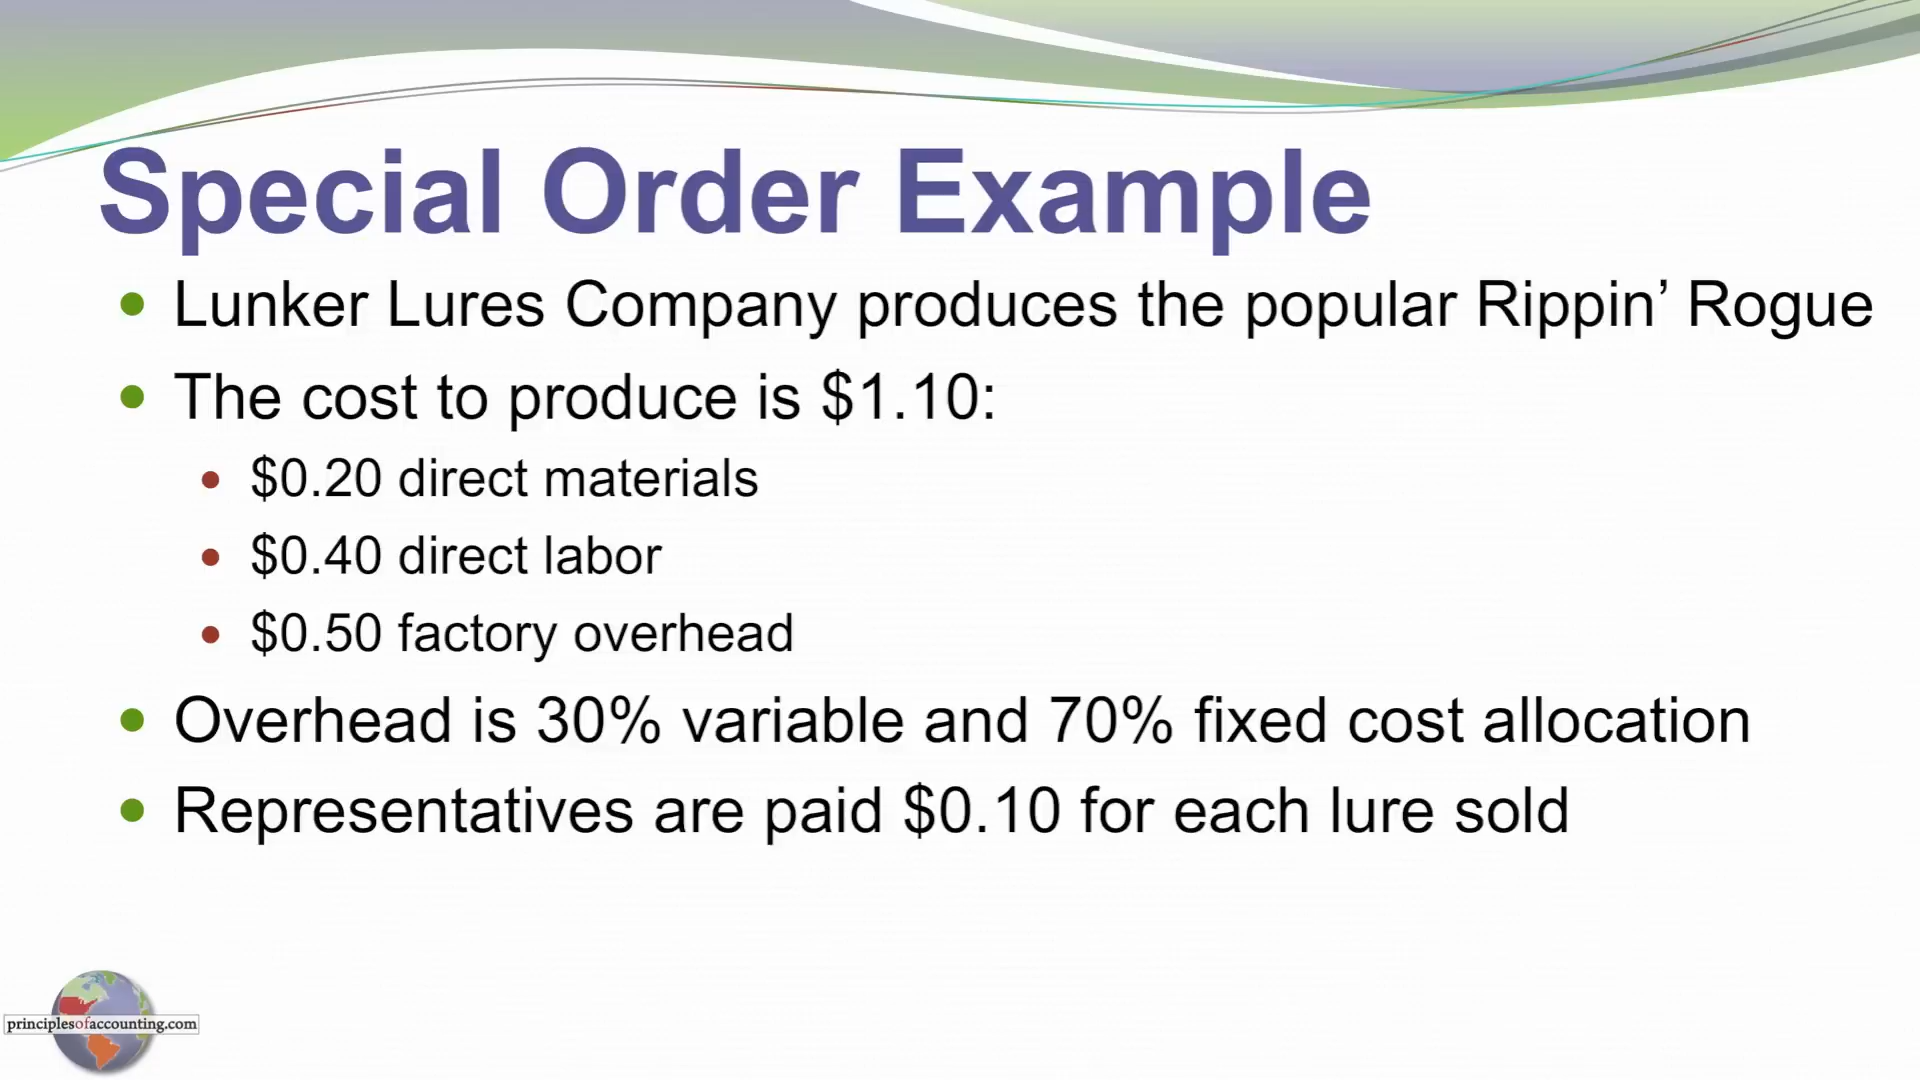 Special Order Example
• Lunker Lures Company produces the popular Rippin’ Rogue
• The cost to produce is $1.10:
• $0.20 direct materials
• $0.40 direct labor
• $0.50 factory overhead
• Overhead is 30% variable and 70% fixed cost allocation
• Representatives are paid $0.10 for each lure sold
principlesofaccounting.com